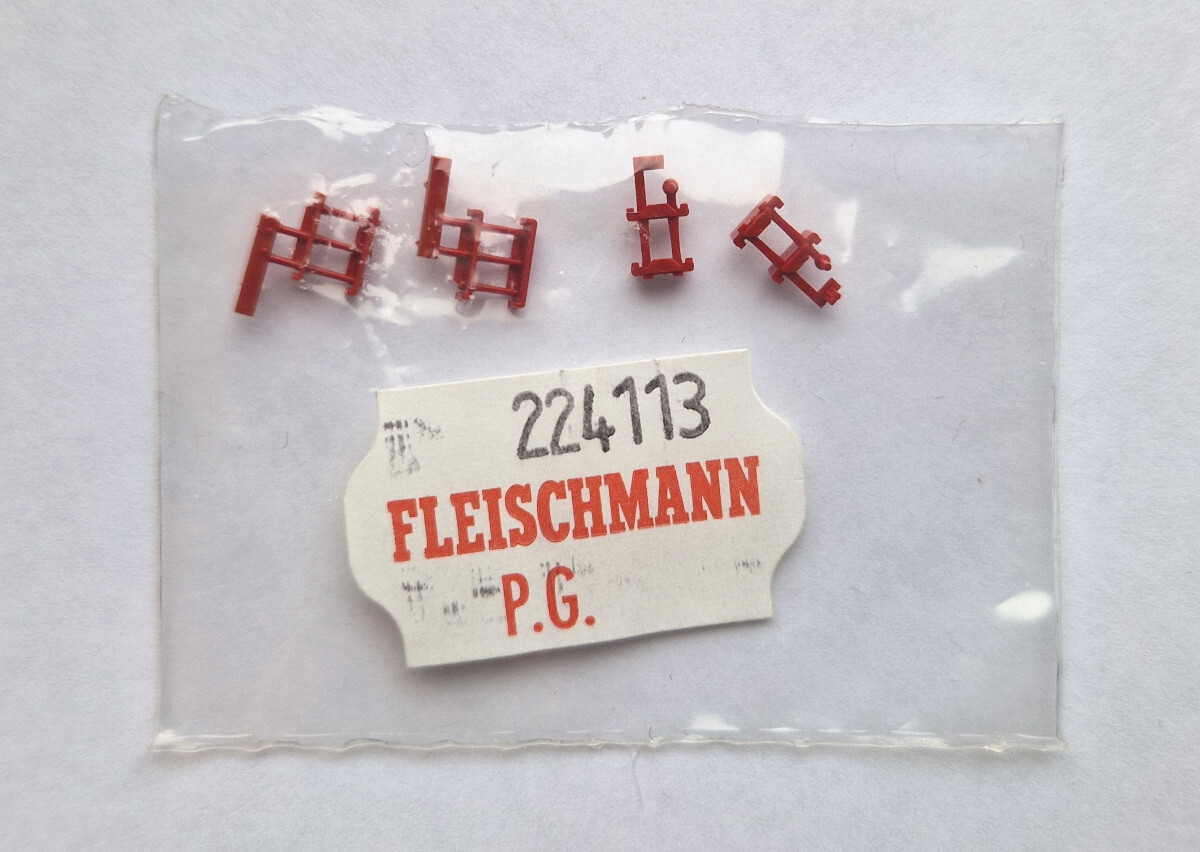 224113
FLEISCHMANN
P.G.